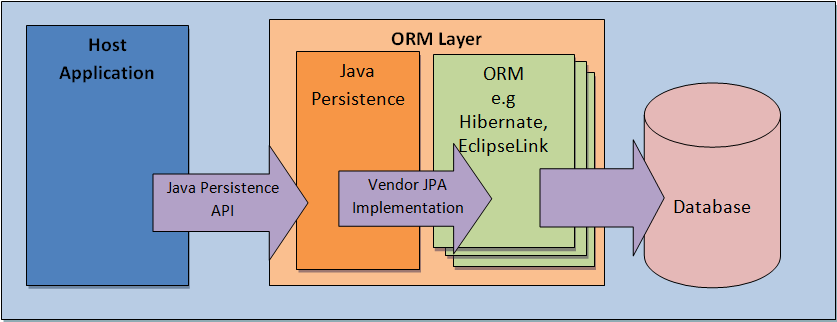 Host
Application
ORM Layer
Java
Persistence
ORM
e.g
Hibernate,
EclipseLink
Java Persistence
API
Vendor JPA
Implementation
Database